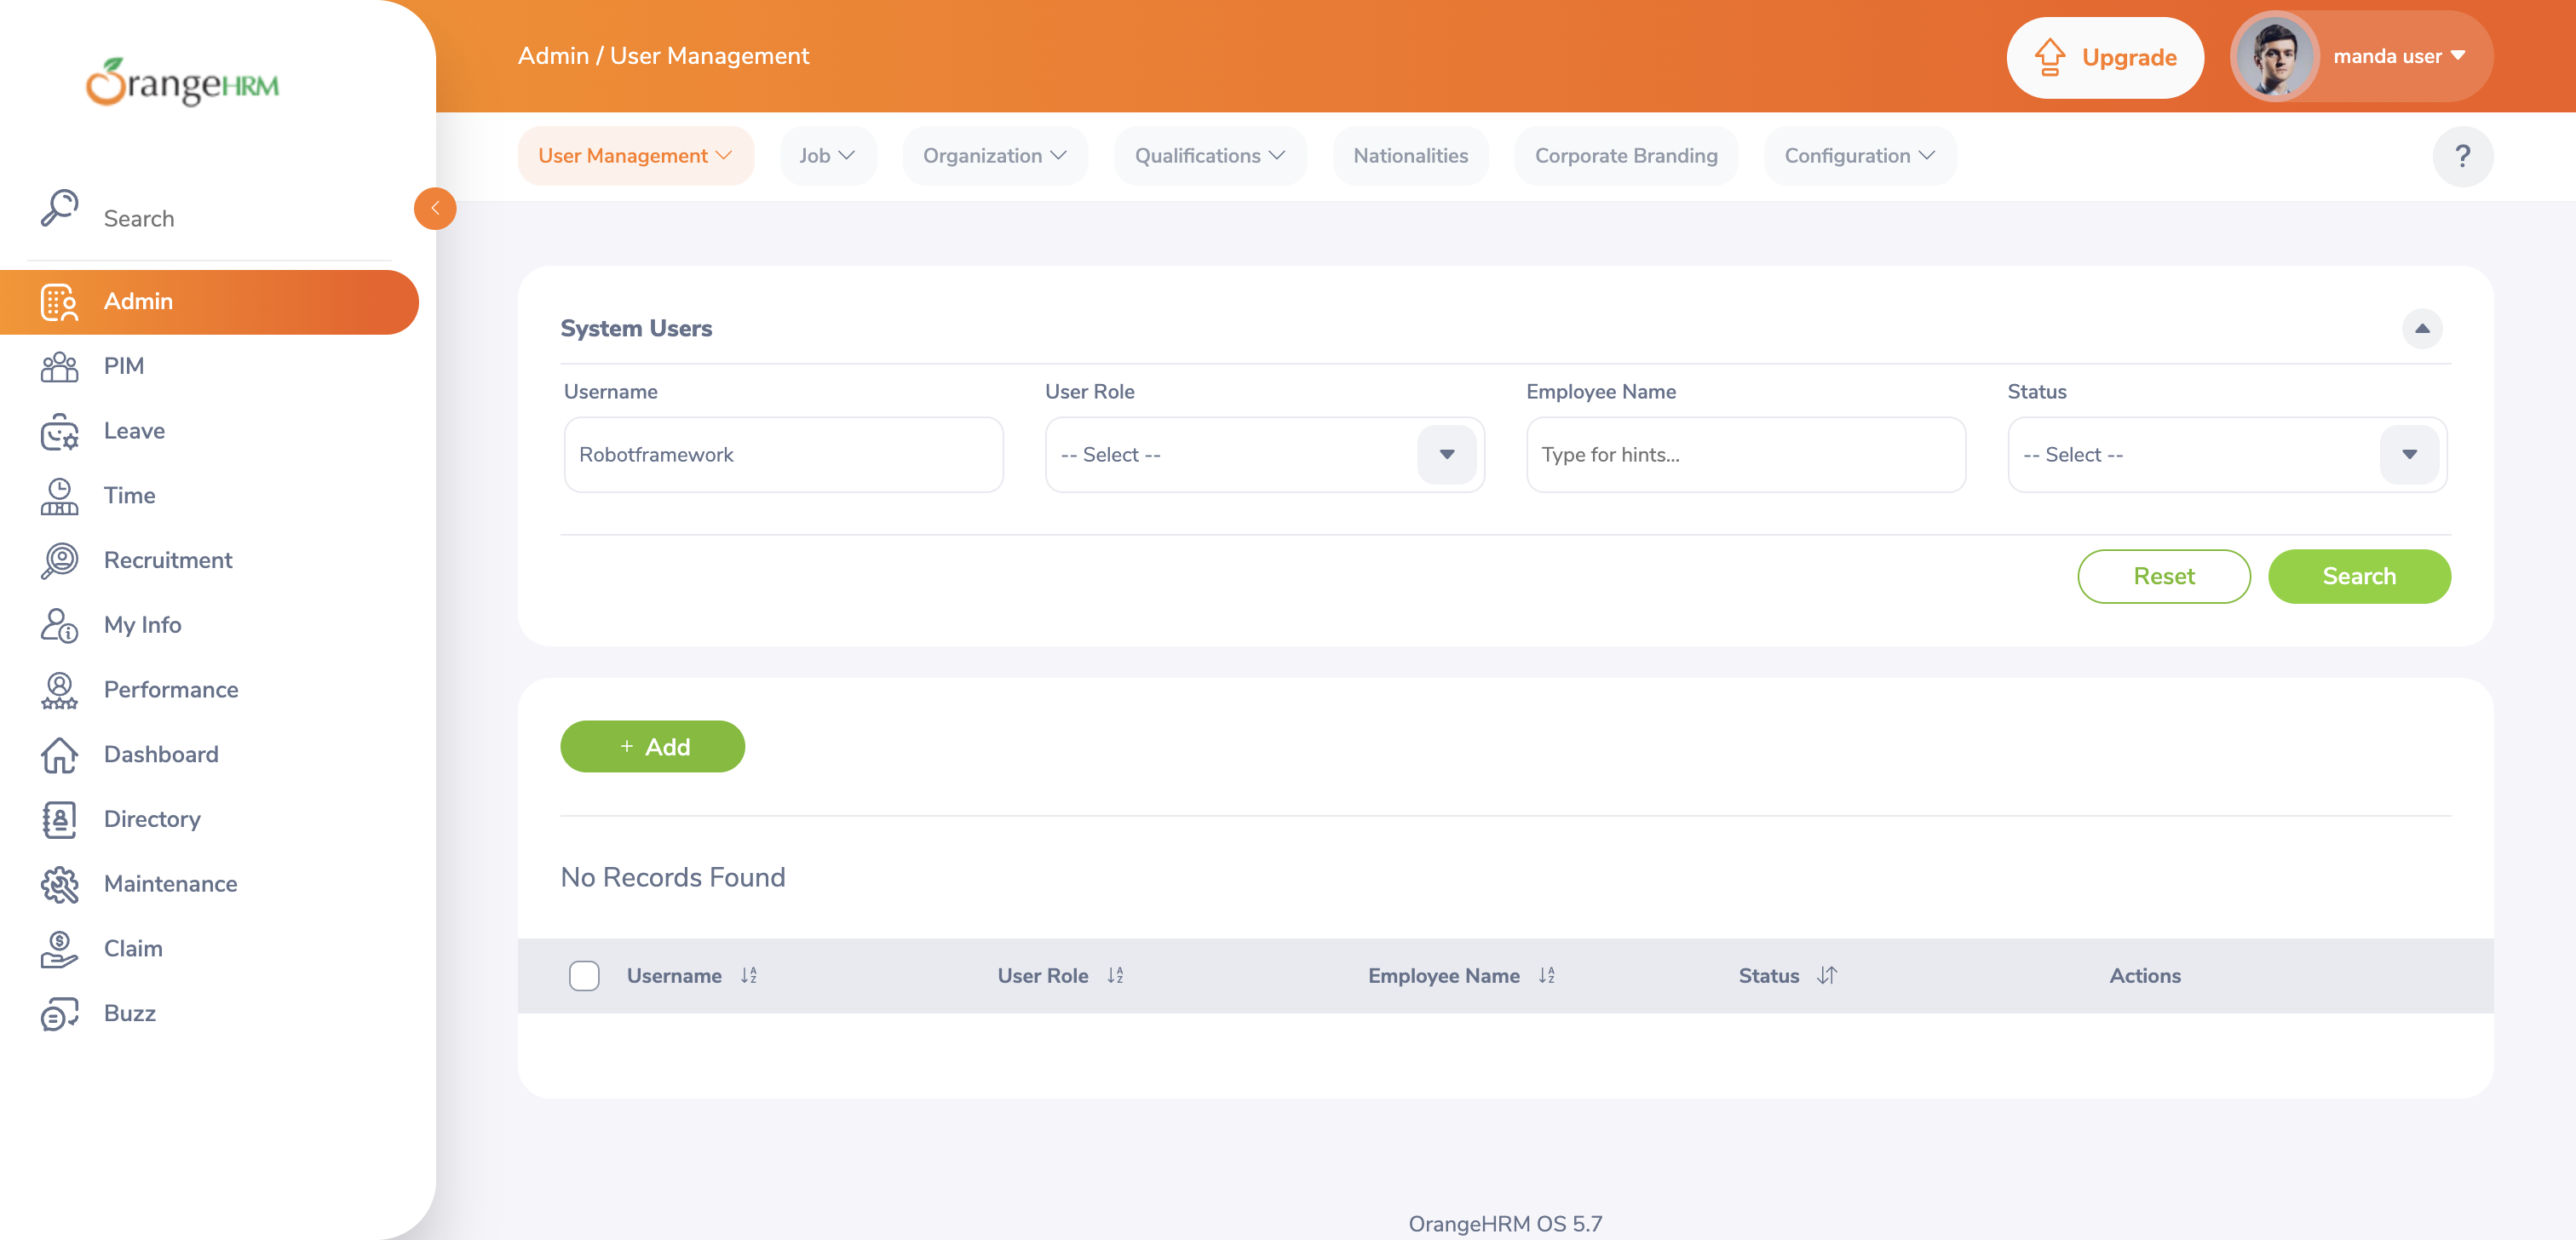 OrangeHRM
Admin / User Management
Upgrade
manda user
User Management
Job
Organization
Qualifications
Nationalities
Corporate Branding
Configuration
?
Search
Admin
PIM
Leave
Time
Recruitment
My Info
Performance
Dashboard
Directory
Maintenance
Claim
Buzz
System Users
Username
User Role
Employee Name
Status
Robotframework
-- Select --
Type for hints...
-- Select --
Reset
Search
+ Add
No Records Found
Username
User Role
Employee Name
Status
Actions
OrangeHRM OS 5.7